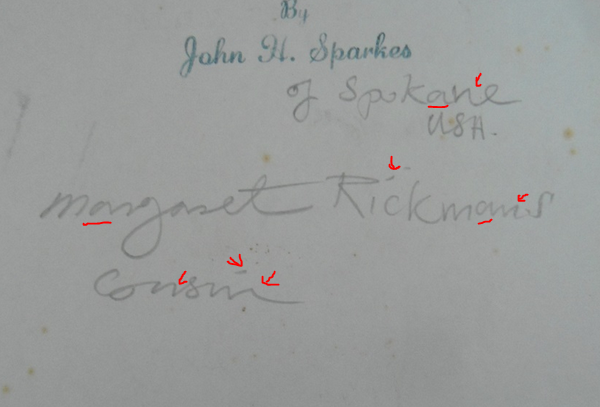 By
John H. Sparkes
of Spokane
USA.
Margaret Rickman's
Cousin